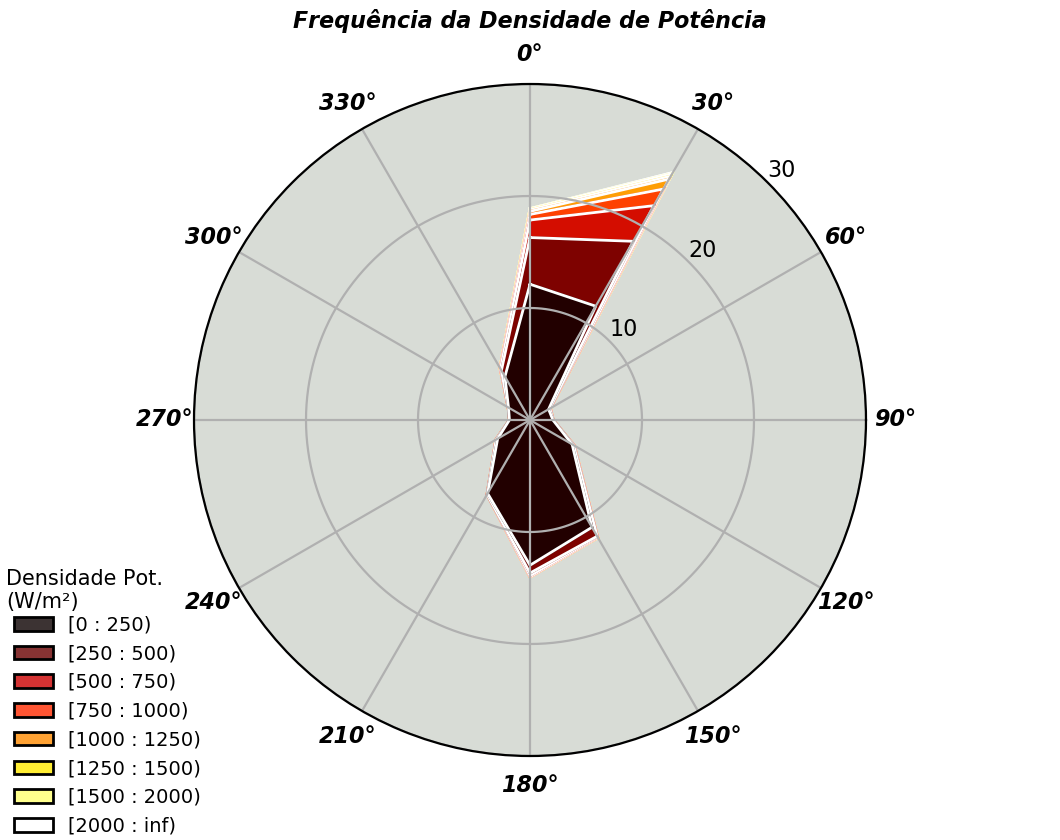 Frequência da Densidade de Potência
0°
330°
30°
30
300°
60°
20
10
270°
90°
240°
120°
210°
150°
180°
Densidade Pot.
(W/m²)
[0 : 250)
[250 : 500)
[500 : 750)
[750 : 1000)
[1000 : 1250)
[1250 : 1500)
[1500 : 2000)
[2000 : inf)